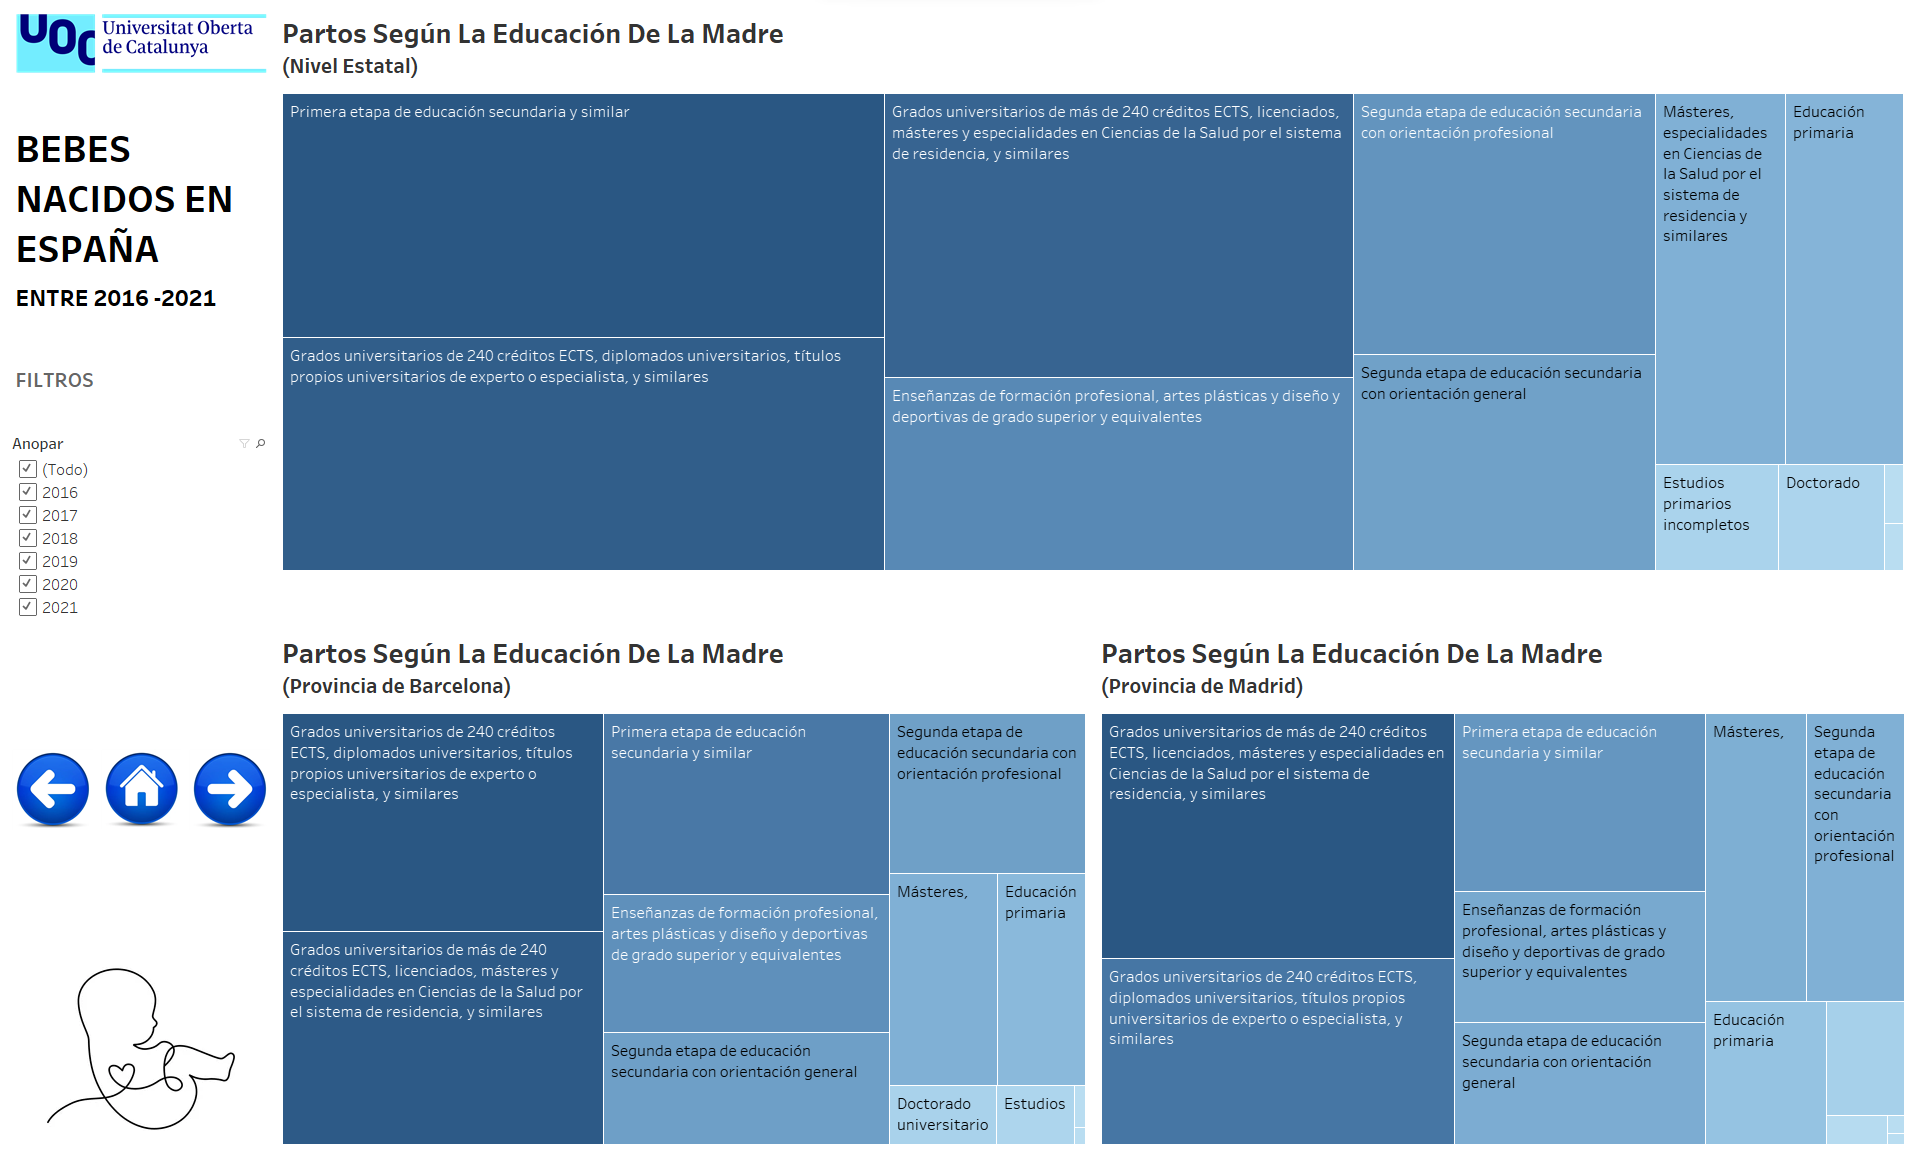 UOC
Universitat Oberta
de Catalunya
BEBES
NACIDOS EN
ESPAÑA
ENTRE 2016 -2021
FILTROS
Anopar
(Todo)
2016
2017
2018
2019
2020
2021
Partos Según La Educación De La Madre
(Nivel Estatal)
Primera etapa de educación secundaria y similar
Grados universitarios de 240 créditos ECTS, diplomados universitarios, títulos
propios universitarios de experto o especialista, y similares
Grados universitarios de más de 240 créditos ECTS, licenciados,
másteres y especialidades en Ciencias de la Salud por el sistema
de residencia, y similares
Enseñanzas de formación profesional, artes plásticas y diseño y
deportivas de grado superior y equivalentes
Segunda etapa de educación secundaria
con orientación profesional
Segunda etapa de educación secundaria
con orientación general
Másteres,
especialidades
en Ciencias de
la Salud por el
sistema de
residencia y
similares
Educación
primaria
Estudios
primarios
incompletos
Doctorado
Partos Según La Educación De La Madre
(Provincia de Barcelona)
Grados universitarios de 240 créditos
ECTS, diplomados universitarios, títulos
propios universitarios de experto o
especialista, y similares
Grados universitarios de más de 240
créditos ECTS, licenciados, másteres y
especialidades en Ciencias de la Salud por
el sistema de residencia, y similares
Primera etapa de educación
secundaria y similar
Enseñanzas de formación profesional,
artes plásticas y diseño y deportivas
de grado superior y equivalentes
Segunda etapa de educación
secundaria con orientación general
Segunda etapa de
educación secundaria con
orientación profesional
Másteres,
Educación
primaria
Doctorado
universitario
Estudios
Partos Según La Educación De La Madre
(Provincia de Madrid)
Grados universitarios de más de 240 créditos
ECTS, licenciados, másteres y especialidades en
Ciencias de la Salud por el sistema de
residencia, y similares
Grados universitarios de 240 créditos ECTS,
diplomados universitarios, títulos propios
universitarios de experto o especialista, y
similares
Primera etapa de educación
secundaria y similar
Enseñanzas de formación
profesional, artes plásticas y
diseño y deportivas de grado
superior y equivalentes
Segunda etapa de educación
secundaria con orientación
general
Másteres,
Segunda
etapa de
educación
secundaria
con
orientación
profesional
Educación
primaria